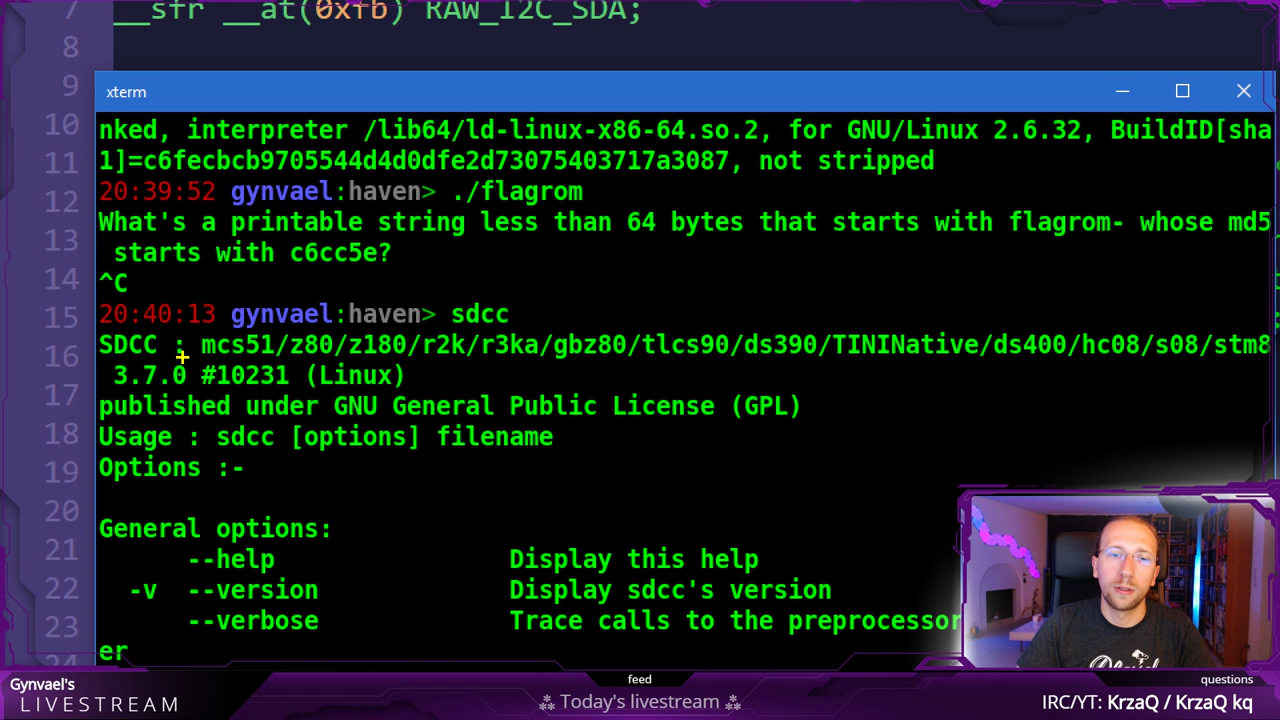 7 __sfr __at(0xfb) RAW_I2C_SDA;
8
9
10
11
12
13
14
15
16
17
18
19
20
21
22
23
24
xterm
nked, interpreter /lib64/ld-linux-x86-64.so.2, for GNU/Linux 2.6.32, BuildID[sha
1]=c6fecbcb9705544d4d0dfe2d73075403717a3087, not stripped
20:39:52 gynvael:haven> ./flagrom
What's a printable string less than 64 bytes that starts with flagrom- whose md5
starts with c6cc5e?
^C
20:40:13 gynvael:haven> sdcc
SDCC : mcs51/z80/z180/r2k/r3ka/gbz80/tlcs90/ds390/TININative/ds400/hc08/s08/stm8
3.7.0 #10231 (Linux)
published under GNU General Public License (GPL)
Usage : sdcc [options] filename
Options :-
General options:
--help Display this help
-v --version Display sdcc's version
--verbose Trace calls to the preprocessor
er
Gynvael's
LIVESTREAM
feed
Today's livestream
questions
IRC/YT: KrzaQ / KrzaQ kq